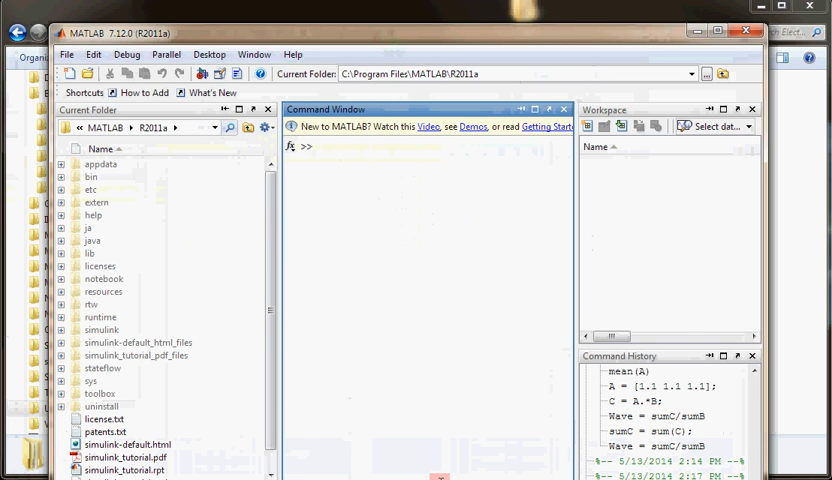 MATLAB 7.12.0 (R2011a)
Search Elect...
Organi
File Edit Debug Parallel Desktop Window Help
Current Folder: C:\Program Files\MATLAB\R2011a
Shortcuts How to Add What's New
Current Folder
« MATLAB R2011a
Name
appdata
bin
etc
extern
help
ja
java
lib
licenses
notebook
resources
rtw
runtime
simulink
simulink-default_html_files
simulink_tutorial_pdf_files
stateflow
sys
toolbox
uninstall
license.txt
patents.txt
simulink-default.html
simulink_tutorial.pdf
simulink_tutorial.rpt
Command Window
New to MATLAB? Watch this Video, see Demos, or read Getting Starte
fx >>
Workspace
Select dat...
Name
Command History
mean(A)
A = [1.1 1.1 1.1];
C = A.*B;
Wave = sumC/sumB
sumC = sum(C);
Wave = sumC/sumB
%-- 5/13/2014 2:14 PM --%
%-- 5/13/2014 2:17 PM --%